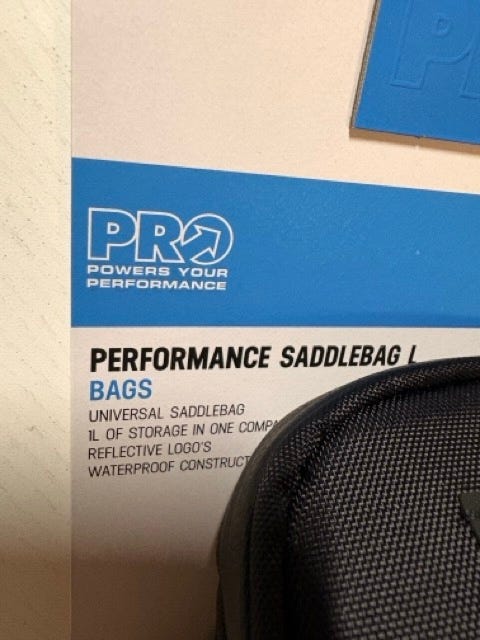 PRO
POWERS YOUR
PERFORMANCE
PERFORMANCE SADDLEBAG L
BAGS
UNIVERSAL SADDLEBAG
1L OF STORAGE IN ONE
REFLECTIVE LOGO'S
WATERPROOF